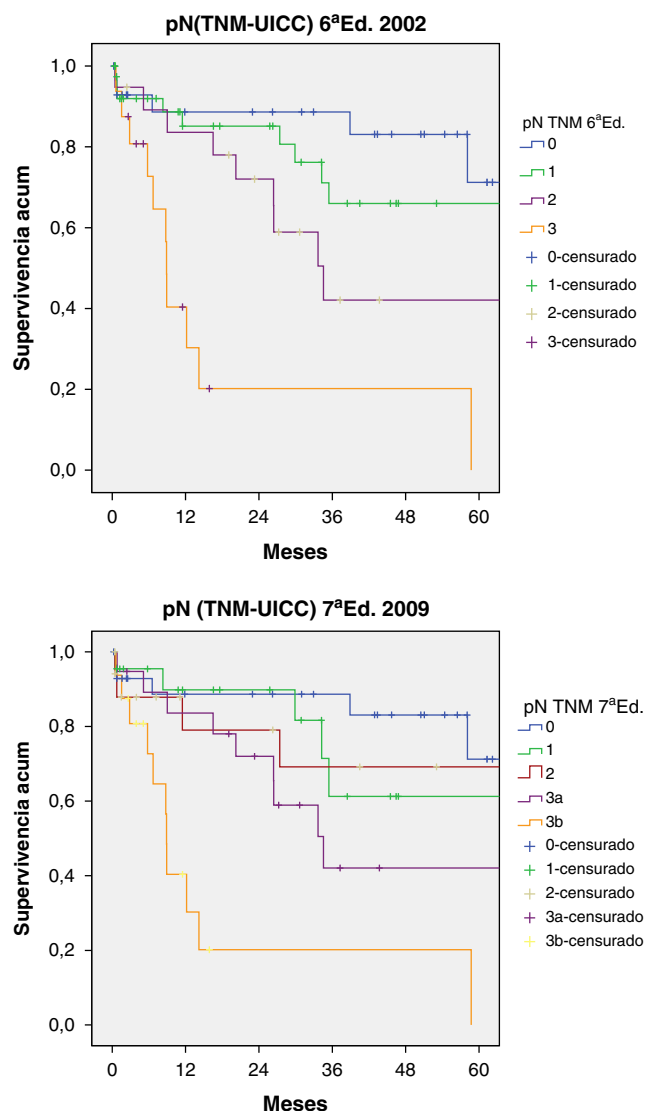 pN(TNM-UICC) 6ªEd. 2002
1,0
0,8
0,6
0,4
0,2
0,0
Supervivencia acum
0 12 24 36 48 60
Meses
pN TNM 6ªEd.
0
1
2
3
0-censurado
1-censurado
2-censurado
3-censurado
pN (TNM-UICC) 7ªEd. 2009
1,0
0,8
0,6
0,4
0,2
0,0
Supervivencia acum
0 12 24 36 48 60
Meses
pN TNM 7ªEd.
0
1
2
3a
3b
0-censurado
1-censurado
2-censurado
3a-censurado
3b-censurado